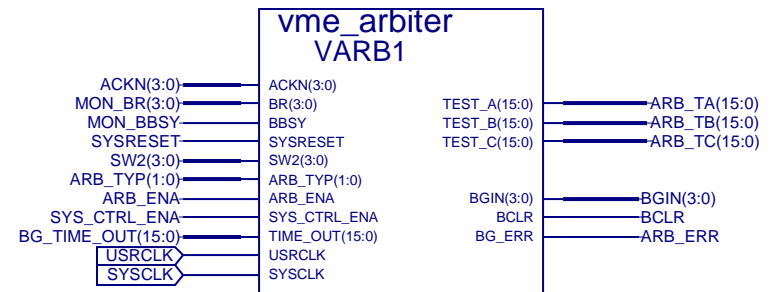 vme_arbiter
VARB1
ACKN(3:0) ACKN(3:0)
MON_BR(3:0) BR(3:0) TEST_A(15:0) ARB_TA(15:0)
MON_BBSY BBSY TEST_B(15:0) ARB_TB(15:0)
SYSRESET SYSRESET TEST_C(15:0) ARB_TC(15:0)
SW2(3:0) SW2(3:0)
ARB_TYP(1:0) ARB_TYP(1:0)
ARB_ENA ARB_ENA BGIN(3:0) BGIN(3:0)
SYS_CTRL_ENA SYS_CTRL_ENA BCLR BCLR
BG_TIME_OUT(15:0) TIME_OUT(15:0) BG_ERR ARB_ERR
USRCLK USRCLK
SYSCLK SYSCLK